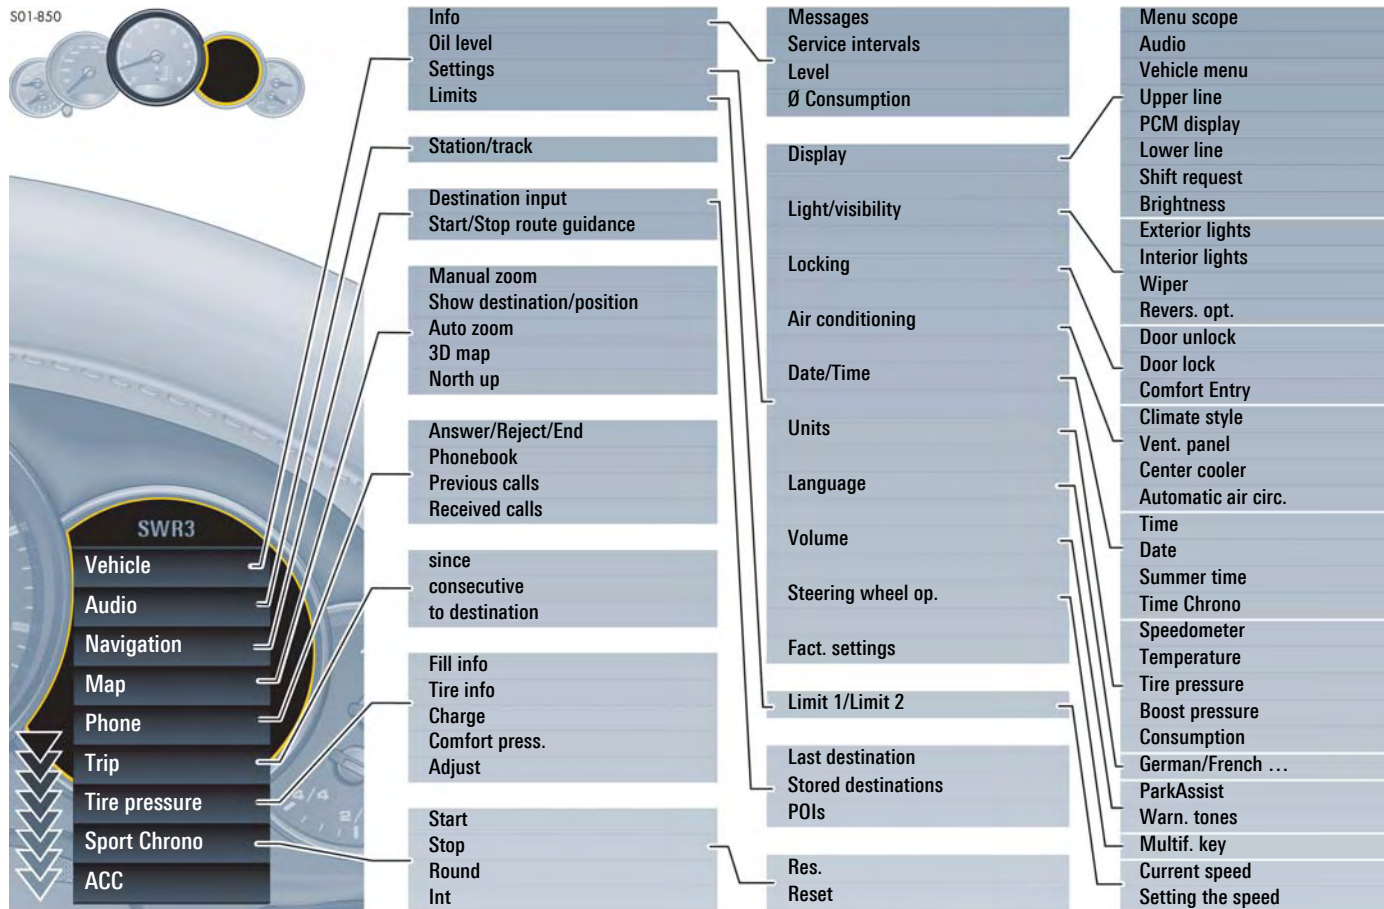 S01-850
SWR3
Vehicle
Audio
Navigation
Map
Phone
Trip
Tire pressure
Sport Chrono
ACC
Info
Oil level
Settings
Limits
Station/track
Destination input
Start/Stop route guidance
Manual zoom
Show destination/position
Auto zoom
3D map
North up
Answer/Reject/End
Phonebook
Previous calls
Received calls
since
consecutive
to destination
Fill info
Tire info
Charge
Comfort press.
Adjust
Start
Stop
Round
Int
Messages
Service intervals
Level
Ø Consumption
Display
Light/visibility
Locking
Air conditioning
Date/Time
Units
Language
Volume
Steering wheel op.
Fact. settings
Limit 1/Limit 2
Last destination
Stored destinations
POIs
Res.
Reset
Menu scope
Audio
Vehicle menu
Upper line
PCM display
Lower line
Shift request
Brightness
Exterior lights
Interior lights
Wiper
Revers. opt.
Door unlock
Door lock
Comfort Entry
Climate style
Vent. panel
Center cooler
Automatic air circ.
Time
Date
Summer time
Time Chrono
Speedometer
Temperature
Tire pressure
Boost pressure
Consumption
German/French …
ParkAssist
Warn. tones
Multif. key
Current speed
Setting the speed